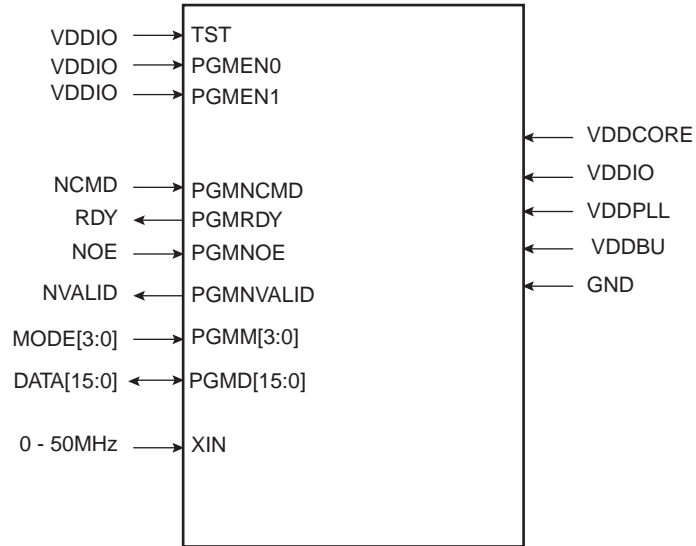 VDDIO TST
VDDIO PGMEN0
VDDIO PGMEN1
VDDCORE
VDDIO
NCMD PGMNCMD
RDY PGMRDY
VDDPLL
NOE PGMNOE
VDDBU
NVALID PGMNVALID
GND
MODE[3:0] PGMM[3:0]
DATA[15:0] PGMD[15:0]
0 - 50MHz XIN